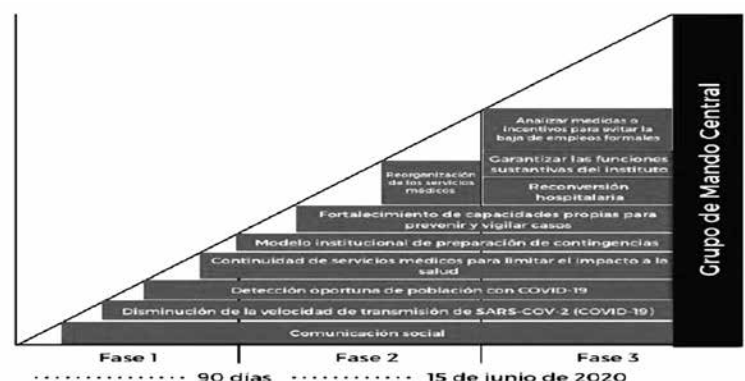 Analizar medidas o
incentivos para evitar la
baja de empleos formales
Garantizar las funciones
sustantivas del instituto
Reorganización
de los servicios
médicos
Reconversión
hospitalaria
Fortalecimiento de capacidades propias para
prevenir y vigilar casos
Modelo institucional de preparación de contingencias
Continuidad de servicios médicos para limitar el impacto a la
salud
Detección oportuna de población con COVID-19
Disminución de la velocidad de transmisión de SARS-COV-2 (COVID-19)
Comunicación social
Grupo de Mando Central
Fase 1
Fase 2
Fase 3
90 días
15 de junio de 2020